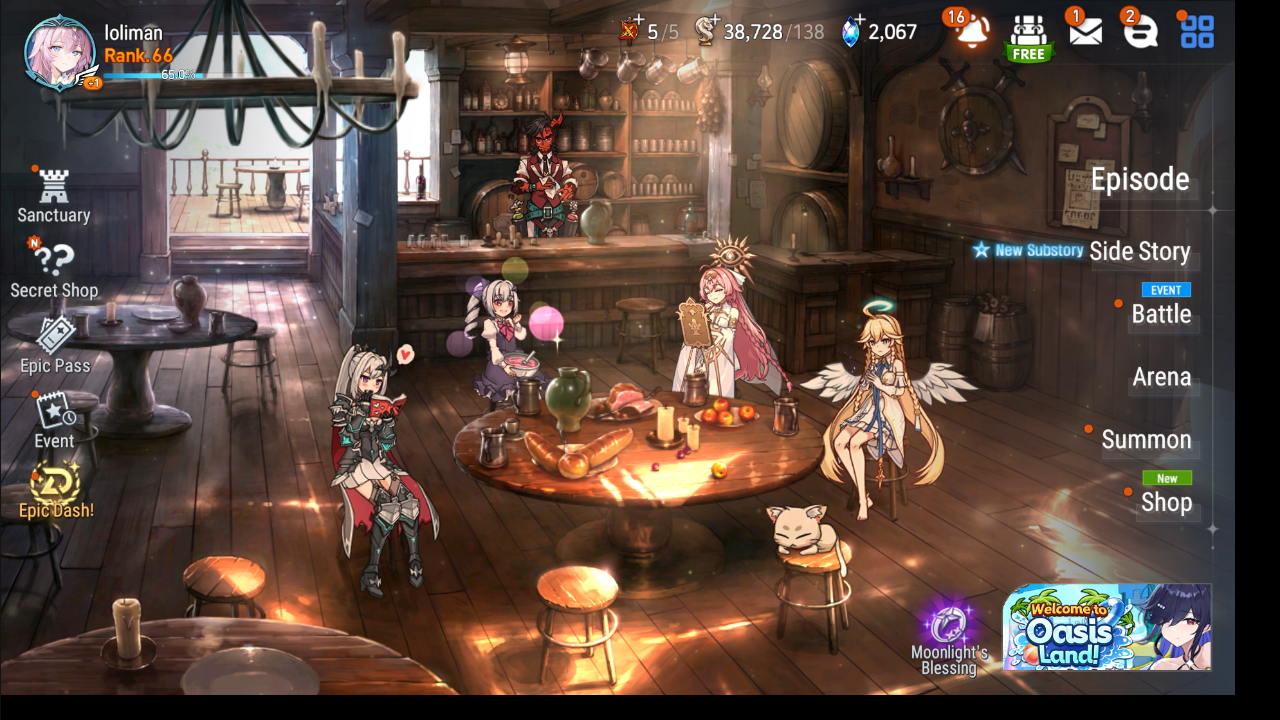 loliman
Rank.66
65.0%
+1
5/5
38,728/138
2,067
16
FREE
1
2
Sanctuary
N
Secret Shop
Epic Pass
Event
Epic Dash!
Episode
New Substory
Side Story
EVENT
Battle
Arena
Summon
New
Shop
Moonlight's
Blessing
Welcome to
Oasis
Land!